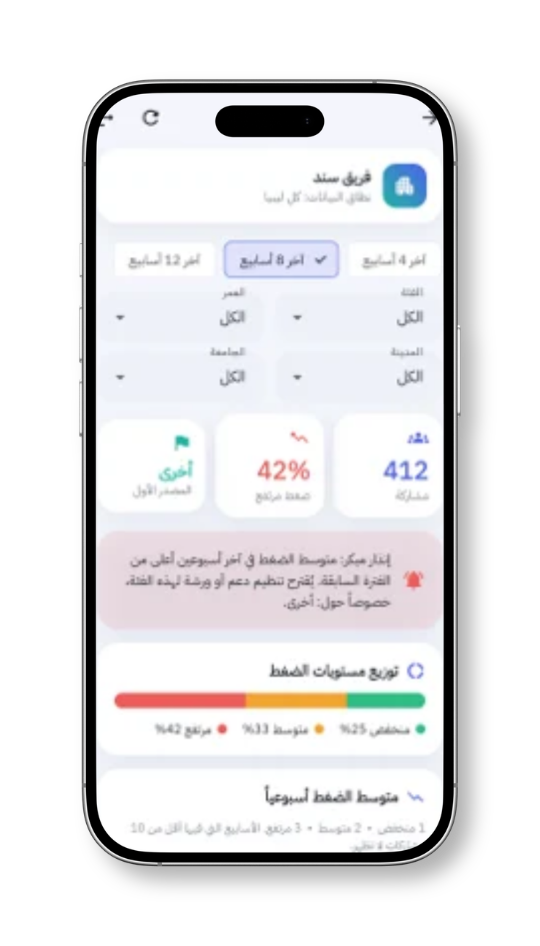 فريق سند
نطاق البيانات: كل ليبيا
آخر 4 أسابيع
آخر 8 أسابيع
آخر 12 أسابيع
الفئة
الكل
العمر
الكل
المدينة
الكل
الجامعة
الكل
412
مشاركة
42%
ضغط مرتفع
أخرى
المصدر الأول
إنذار مبكر: متوسط الضغط في آخر أسبوعين أعلى من
الفترة السابقة. يُقترح تنظيم دعم أو ورشة لهذه الفئة،
خصوصاً حول: أخرى.
توزيع مستويات الضغط
منخفض 25%
متوسط 33%
مرتفع 42%
متوسط الضغط أسبوعياً
1 منخفض • 2 متوسط • 3 مرتفع. الأسابيع التي فيها أقل من 10
مشاركات لا تظهر.